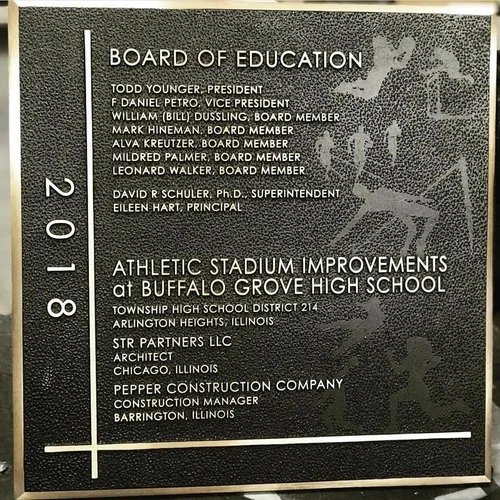 BOARD OF EDUCATION
TODD YOUNGER, PRESIDENT
F DANIEL PETRO, VICE PRESIDENT
WILLIAM (BILL) DUSSLING, BOARD MEMBER
MARK HINEMAN, BOARD MEMBER
ALVA KREUTZER, BOARD MEMBER
MILDRED PALMER, BOARD MEMBER
LEONARD WALKER, BOARD MEMBER
DAVID R SCHULER, Ph.D., SUPERINTENDENT
EILEEN HART, PRINCIPAL
2018
ATHLETIC STADIUM IMPROVEMENTS
at BUFFALO GROVE HIGH SCHOOL
TOWNSHIP HIGH SCHOOL DISTRICT 214
ARLINGTON HEIGHTS, ILLINOIS
STR PARTNERS LLC
ARCHITECT
CHICAGO, ILLINOIS
PEPPER CONSTRUCTION COMPANY
CONSTRUCTION MANAGER
BARRINGTON, ILLINOIS